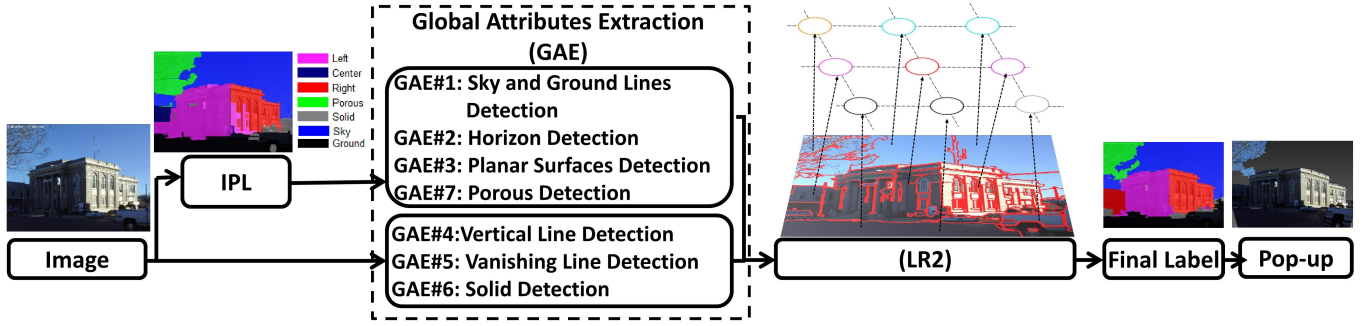 Image
IPL
Left
Center
Right
Porous
Solid
Sky
Ground
Global Attributes Extraction
(GAE)
GAE#1: Sky and Ground Lines
Detection
GAE#2: Horizon Detection
GAE#3: Planar Surfaces Detection
GAE#7: Porous Detection
GAE#4:Vertical Line Detection
GAE#5: Vanishing Line Detection
GAE#6: Solid Detection
(LR2)
Final Label
Pop-up